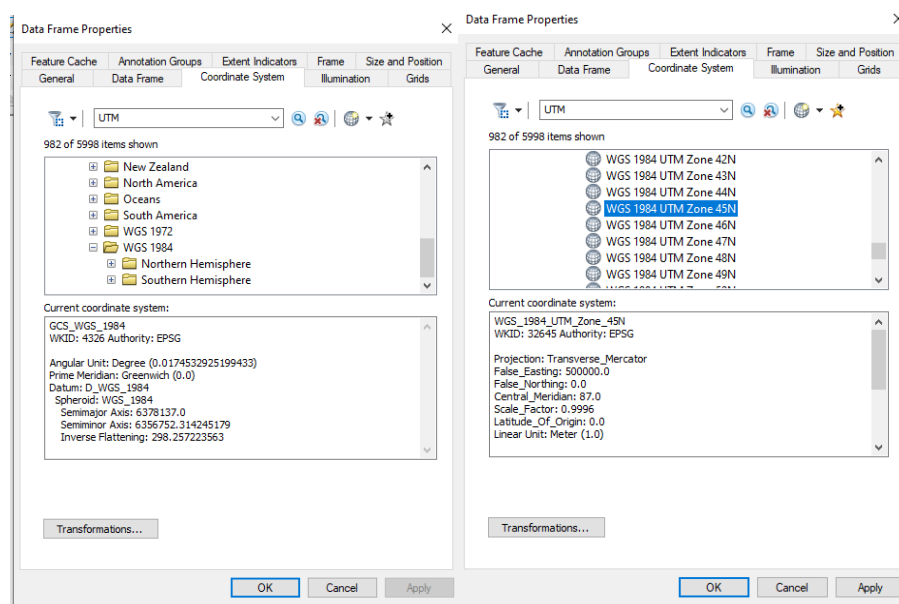 Data Frame Properties
Feature Cache Annotation Groups Extent Indicators Frame Size and Position
General Data Frame Coordinate System Illumination Grids
UTM
982 of 5998 items shown
New Zealand
North America
Oceans
South America
WGS 1972
WGS 1984
Northern Hemisphere
Southern Hemisphere
Current coordinate system:
GCS_WGS_1984
WKID: 4326 Authority: EPSG
Angular Unit: Degree (0.0174532925199433)
Prime Meridian: Greenwich (0.0)
Datum: D_WGS_1984
Spheroid: WGS_1984
Semimajor Axis: 6378137.0
Semiminor Axis: 6356752.314245179
Inverse Flattening: 298.257223563
Transformations...
OK Cancel Apply
Data Frame Properties
Feature Cache Annotation Groups Extent Indicators Frame Size and Position
General Data Frame Coordinate System Illumination Grids
UTM
982 of 5998 items shown
WGS 1984 UTM Zone 42N
WGS 1984 UTM Zone 43N
WGS 1984 UTM Zone 44N
WGS 1984 UTM Zone 45N
WGS 1984 UTM Zone 46N
WGS 1984 UTM Zone 47N
WGS 1984 UTM Zone 48N
WGS 1984 UTM Zone 49N
Current coordinate system:
WGS_1984_UTM_Zone_45N
WKID: 32645 Authority: EPSG
Projection: Transverse_Mercator
False_Easting: 500000.0
False_Northing: 0.0
Central_Meridian: 87.0
Scale_Factor: 0.9996
Latitude_Of_Origin: 0.0
Linear Unit: Meter (1.0)
Transformations...
OK Cancel Apply